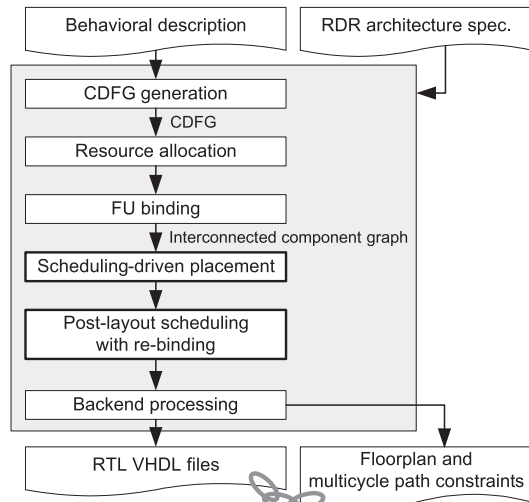 Behavioral description
RDR architecture spec.
CDFG generation
CDFG
Resource allocation
FU binding
Interconnected component graph
Scheduling-driven placement
Post-layout scheduling
with re-binding
Backend processing
RTL VHDL files
Floorplan and
multicycle path constraints